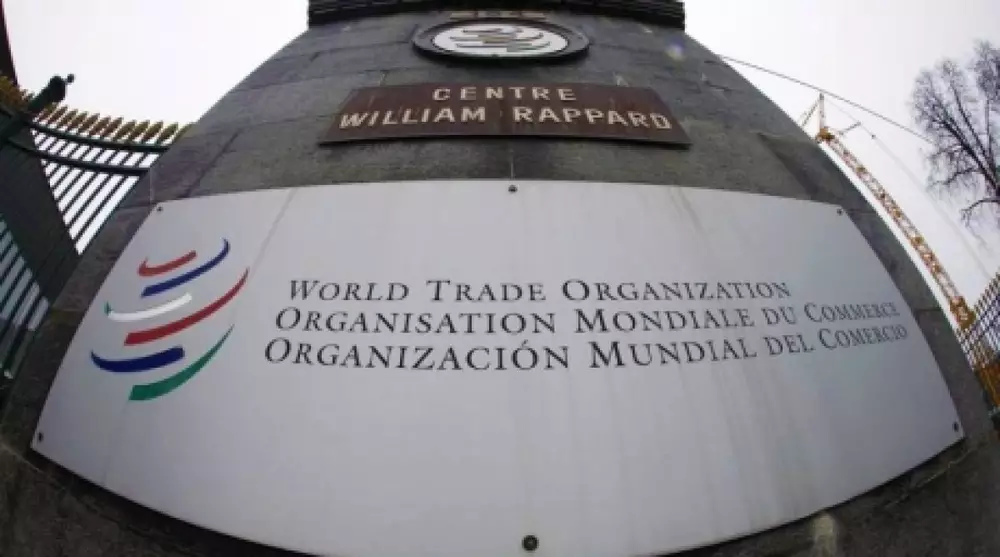 CENTRE
WILLIAM RAPPARD
WORLD TRADE ORGANIZATION
ORGANISATION MONDIALE DU COMMERCE
ORGANIZACIÓN MUNDIAL DEL COMERCIO